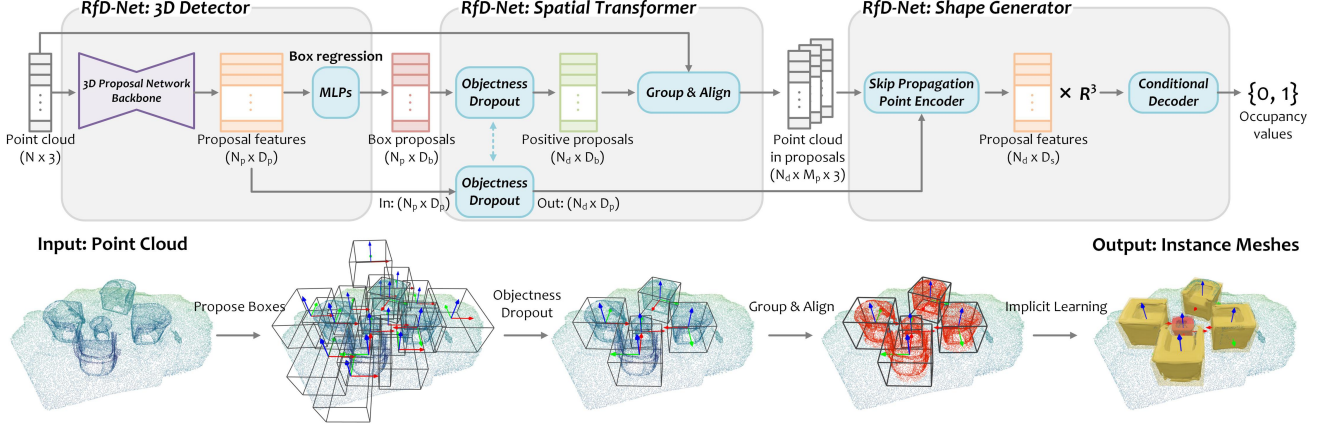 RfD-Net: 3D Detector
RfD-Net: Spatial Transformer
RfD-Net: Shape Generator
3D Proposal Network
Backbone
Box regression
MLPs
Objectness
Dropout
Group & Align
Skip Propagation
Point Encoder
× R³
Conditional
Decoder
{0, 1}
Occupancy
values
Point cloud
(N x 3)
Proposal features
(Np x Dp)
Box proposals
(Np x Db)
Positive proposals
(Nd x Db)
Point cloud
in proposals
(Nd x Mp x 3)
Proposal features
(Nd x Ds)
In: (Np x Dp)
Objectness
Dropout
Out: (Nd x Dp)
Input: Point Cloud
Output: Instance Meshes
Propose Boxes
Objectness
Dropout
Group & Align
Implicit Learning